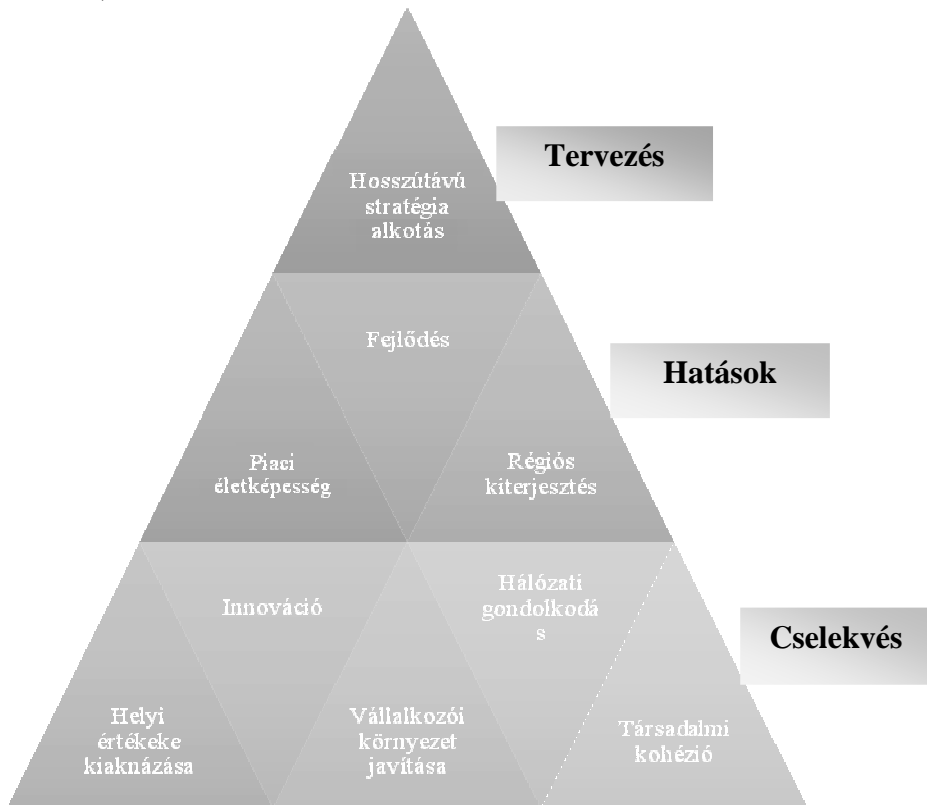 Tervezés
Hosszútávú
stratégia
alkotás
Fejlődés
Hatások
Piaci
életképesség
Régiós
kiterjesztés
Innováció
Hálózati
gondolkodá
s
Cselekvés
Helyi
értékeke
kiaknázása
Vállalkozói
környezet
javítása
Társadalmi
kohézió